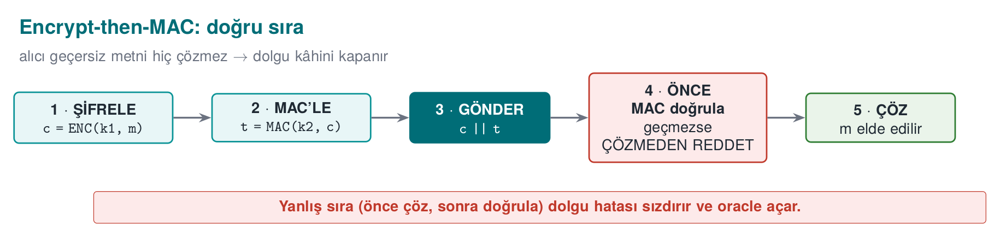 Encrypt-then-MAC: doğru sıra
alıcı geçersiz metni hiç çözmez → dolgu kâhini kapanır
1 · ŞİFRELE
c = ENC(k1, m)
2 · MAC’LE
t = MAC(k2, c)
3 · GÖNDER
c || t
4 · ÖNCE
MAC doğrula
geçmezse
ÇÖZMEDEN REDDET
5 · ÇÖZ
m elde edilir
Yanlış sıra (önce çöz, sonra doğrula) dolgu hatası sızdırır ve oracle açar.